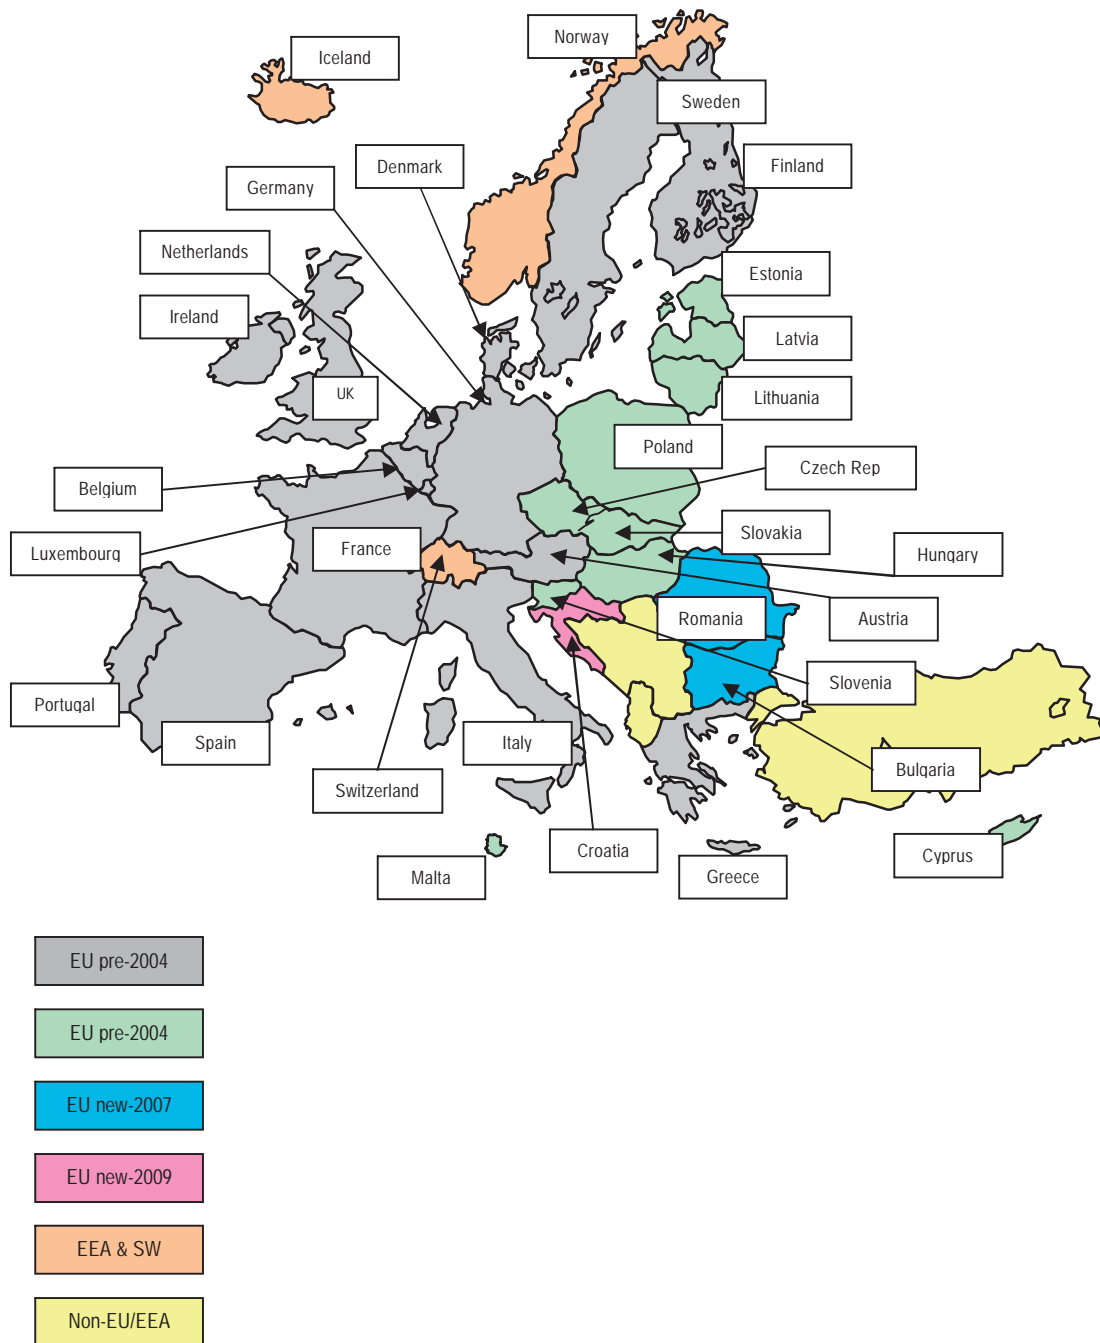 Norway
Iceland
Sweden
Denmark
Finland
Germany
Netherlands
Estonia
Ireland
Latvia
UK
Lithuania
Poland
Czech Rep
Belgium
Slovakia
Luxembourg
France
Hungary
Romania
Austria
Slovenia
Portugal
Spain
Italy
Bulgaria
Switzerland
Croatia
Cyprus
Malta
Greece
EU pre-2004
EU pre-2004
EU new-2007
EU new-2009
EEA & SW
Non-EU/EEA